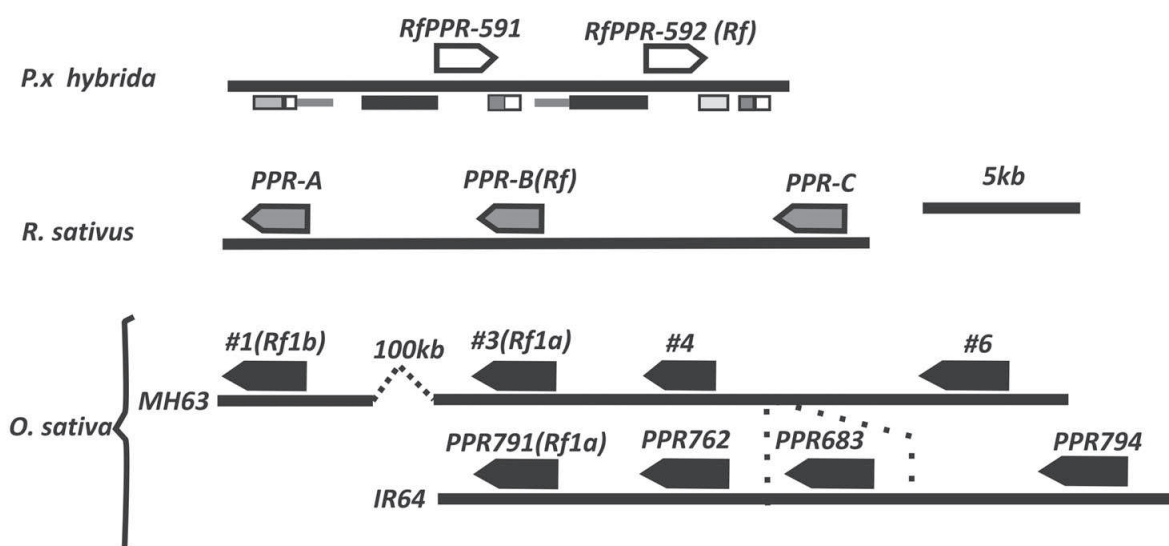 RfPPR-591 RfPPR-592 (Rf)
P.x hybrida
PPR-A PPR-B(Rf) PPR-C 5kb
R. sativus
#1(Rf1b) 100kb #3(Rf1a) #4 #6
MH63
O. sativa
PPR791(Rf1a) PPR762 PPR683 PPR794
IR64